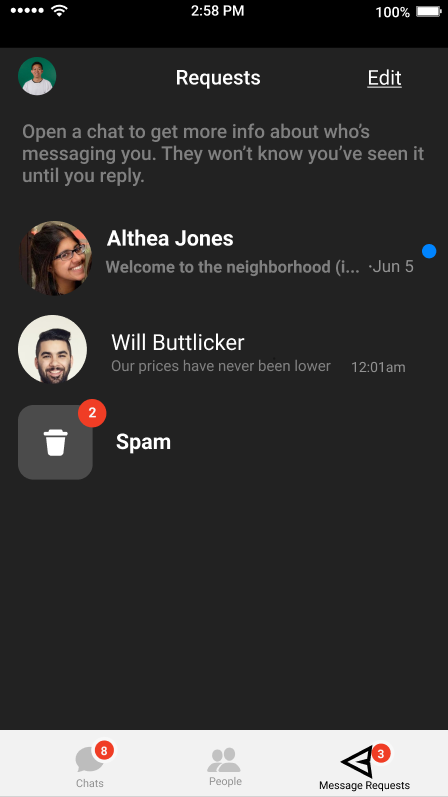 2:58 PM
100%
Requests
Edit
Open a chat to get more info about who's
messaging you. They won't know you've seen it
until you reply.
Althea Jones
Welcome to the neighborhood (i... ·Jun 5
Will Buttlicker
Our prices have never been lower 12:01am
2
Spam
8
3
Chats
People
Message Requests